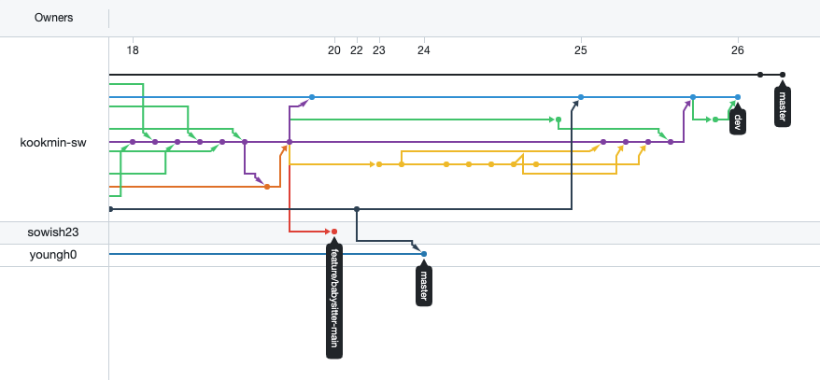 Owners
18 20 22 23 24 25 26
kookmin-sw
master
dev
sowish23
feature/babysitter-main
youngh0
master